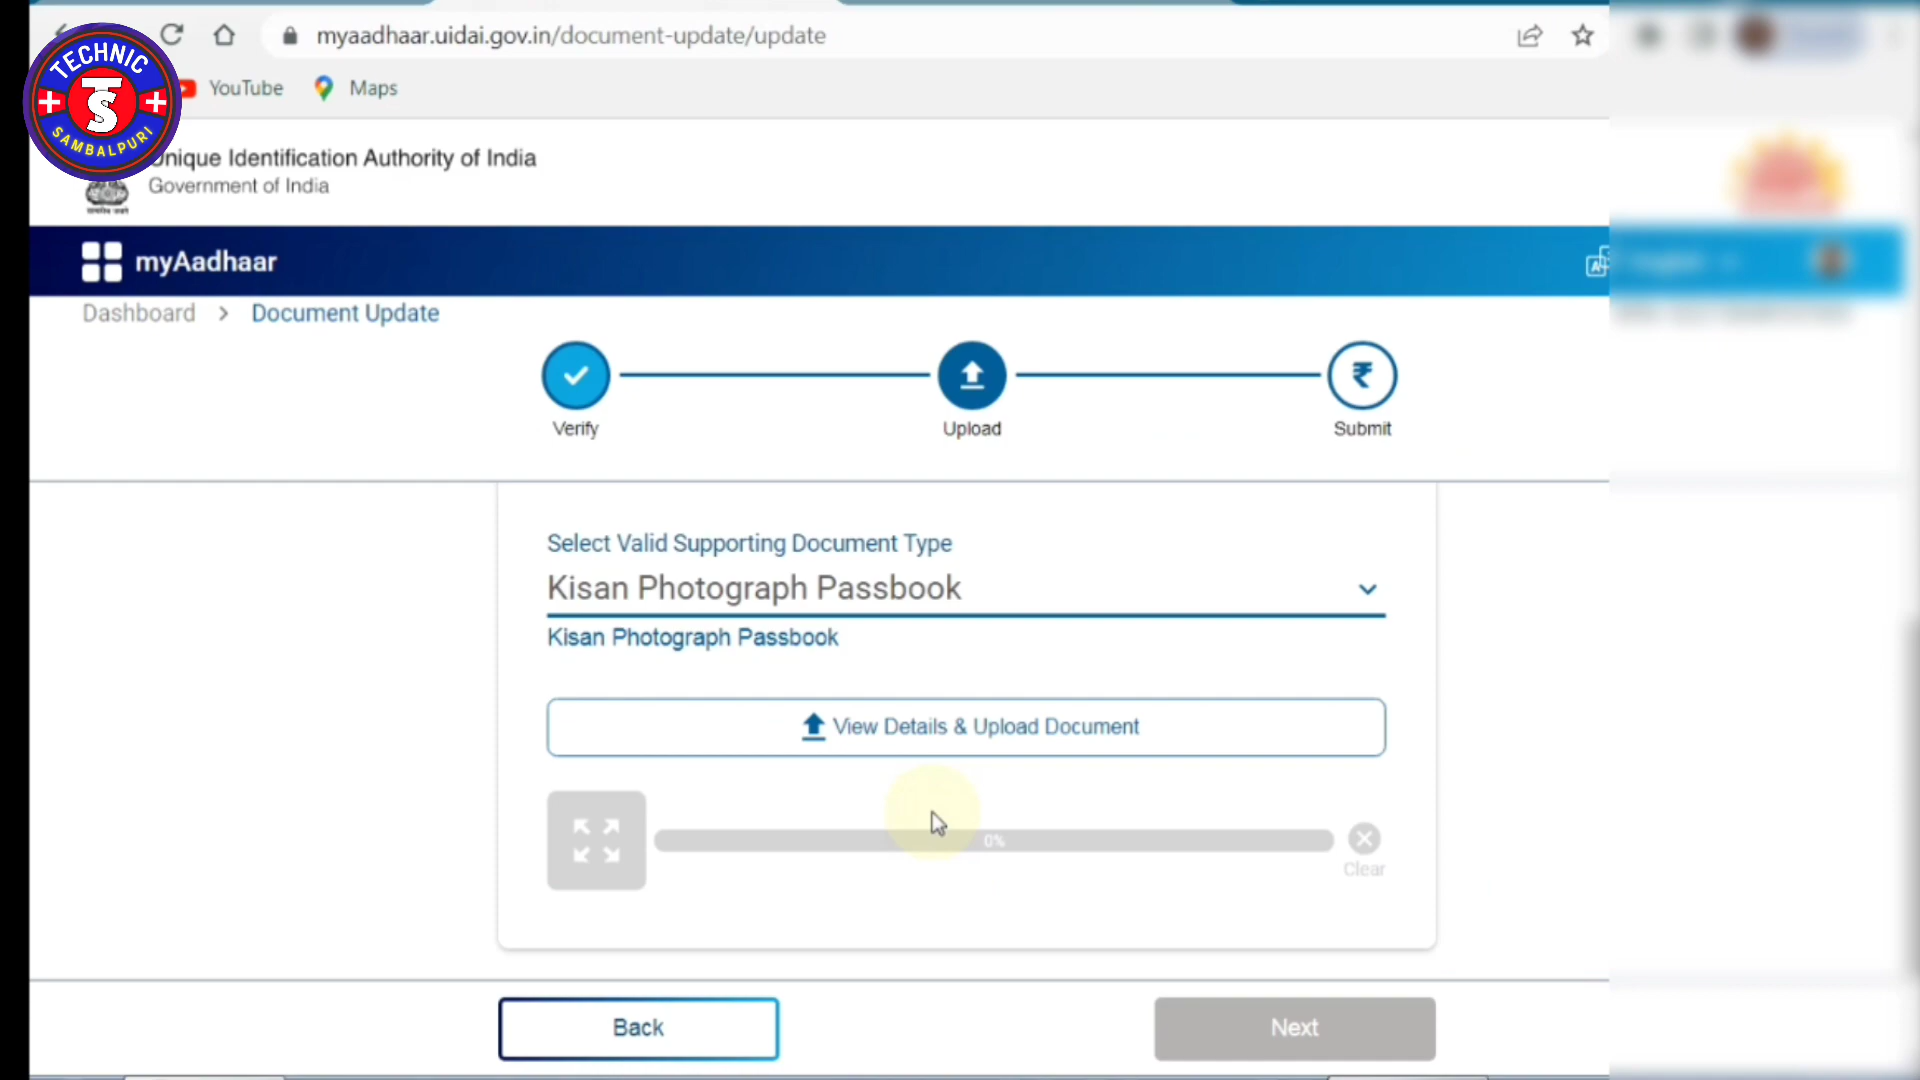 myaadhaar.uidai.gov.in/document-update/update
TECHNIC
TS
SAMBALPURI
YouTube
Maps
nique Identification Authority of India
Government of India
myAadhaar
Dashboard > Document Update
Verify
Upload
₹
Submit
Select Valid Supporting Document Type
Kisan Photograph Passbook
Kisan Photograph Passbook
View Details & Upload Document
0%
Clear
Back
Next